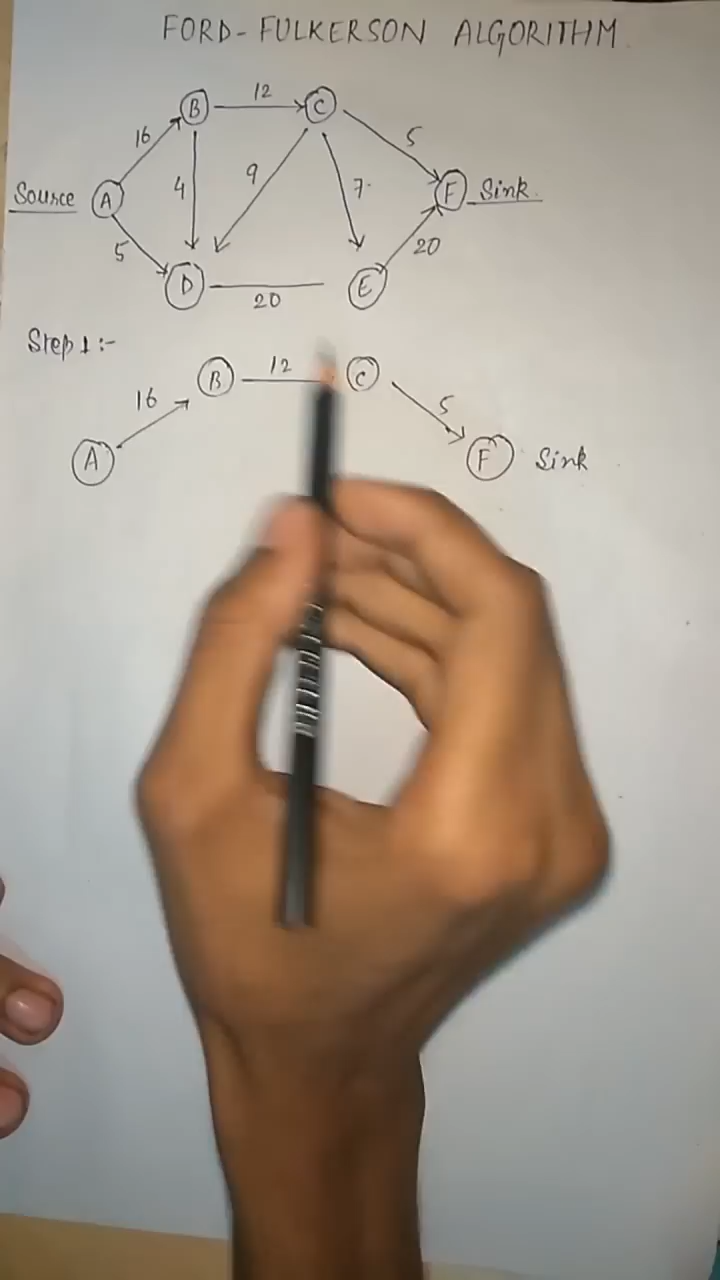 FORD-FULKERSON ALGORITHM
12
B
C
16
5
4
9
7
Source
A
F
Sink
5
20
D
E
20
Step 1:-
12
B
C
16
5
A
F
Sink